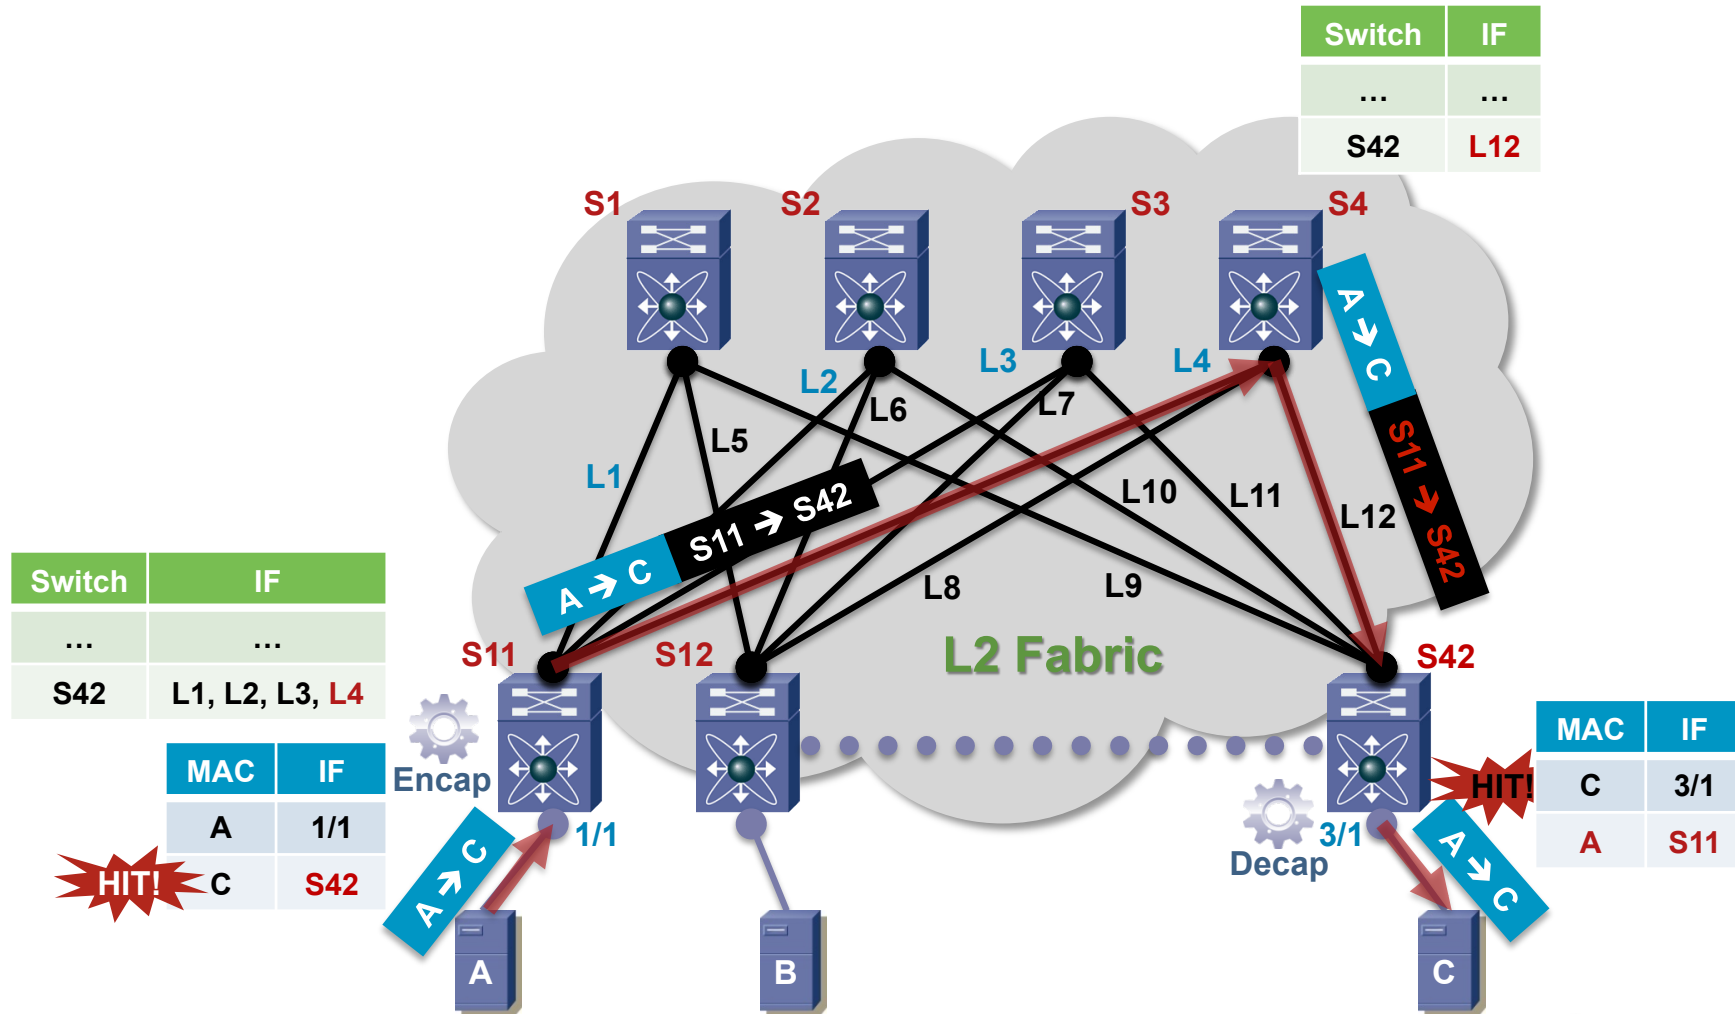 Switch IF
… …
S42 L12
S1 S2 S3 S4
A → C S11 → S42
L1 L2 L3 L4
L5 L6 L7
L8 L9 L10 L11 L12
A → C S11 → S42
L2 Fabric
Switch IF
… …
S42 L1, L2, L3, L4
S11 S12 S42
Encap
MAC IF
A 1/1
C S42
HIT!
A → C
1/1
MAC IF
C 3/1
A S11
HIT!
Decap
3/1
A → C
A B C